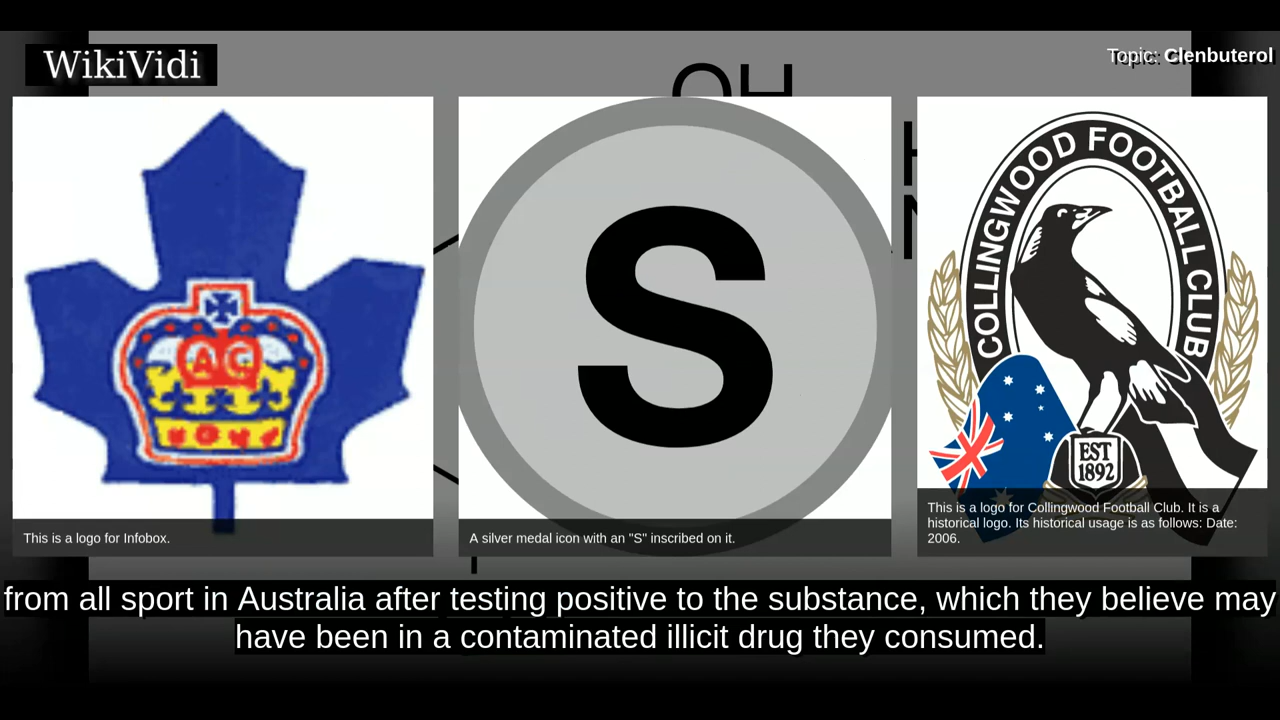 WikiVidi
Topic: Clenbuterol
OH
H
N
AG
S
COLLINGWOOD FOOTBALL CLUB
EST
1892
This is a logo for Infobox.
A silver medal icon with an "S" inscribed on it.
This is a logo for Collingwood Football Club. It is a
historical logo. Its historical usage is as follows: Date:
2006.
from all sport in Australia after testing positive to the substance, which they believe may
have been in a contaminated illicit drug they consumed.